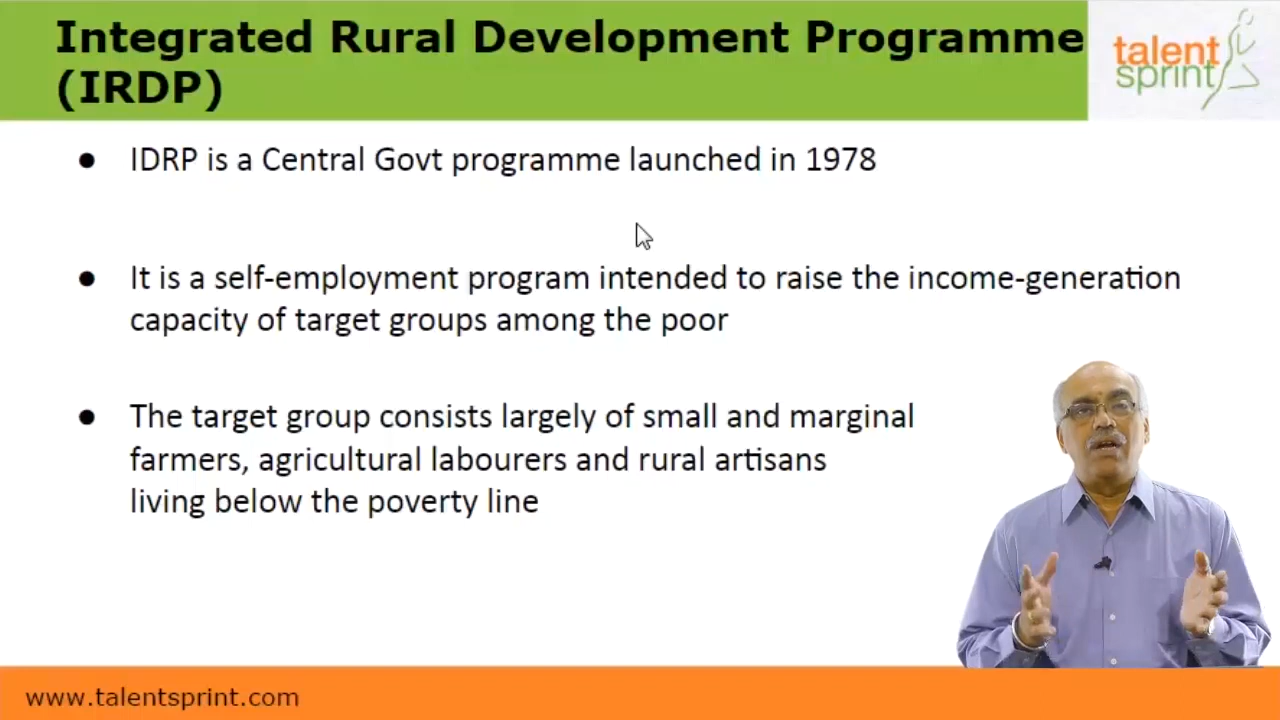 Integrated Rural Development Programme
(IRDP)
talent
sprint
● IDRP is a Central Govt programme launched in 1978
● It is a self-employment program intended to raise the income-generation
capacity of target groups among the poor
● The target group consists largely of small and marginal
farmers, agricultural labourers and rural artisans
living below the poverty line
www.talentsprint.com